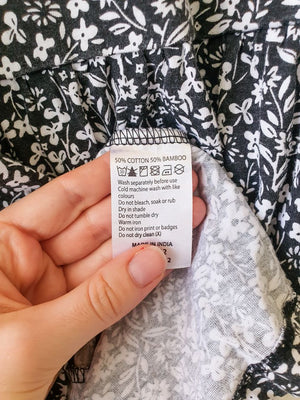 50% COTTON 50% BAMBOO
Wash separately before use
Cold machine wash with like
colours
Do not bleach, soak or rub
Dry in shade
Do not tumble dry
Warm iron
Do not iron print or badges
Do not dry clean (X)
MADE IN INDIA
2